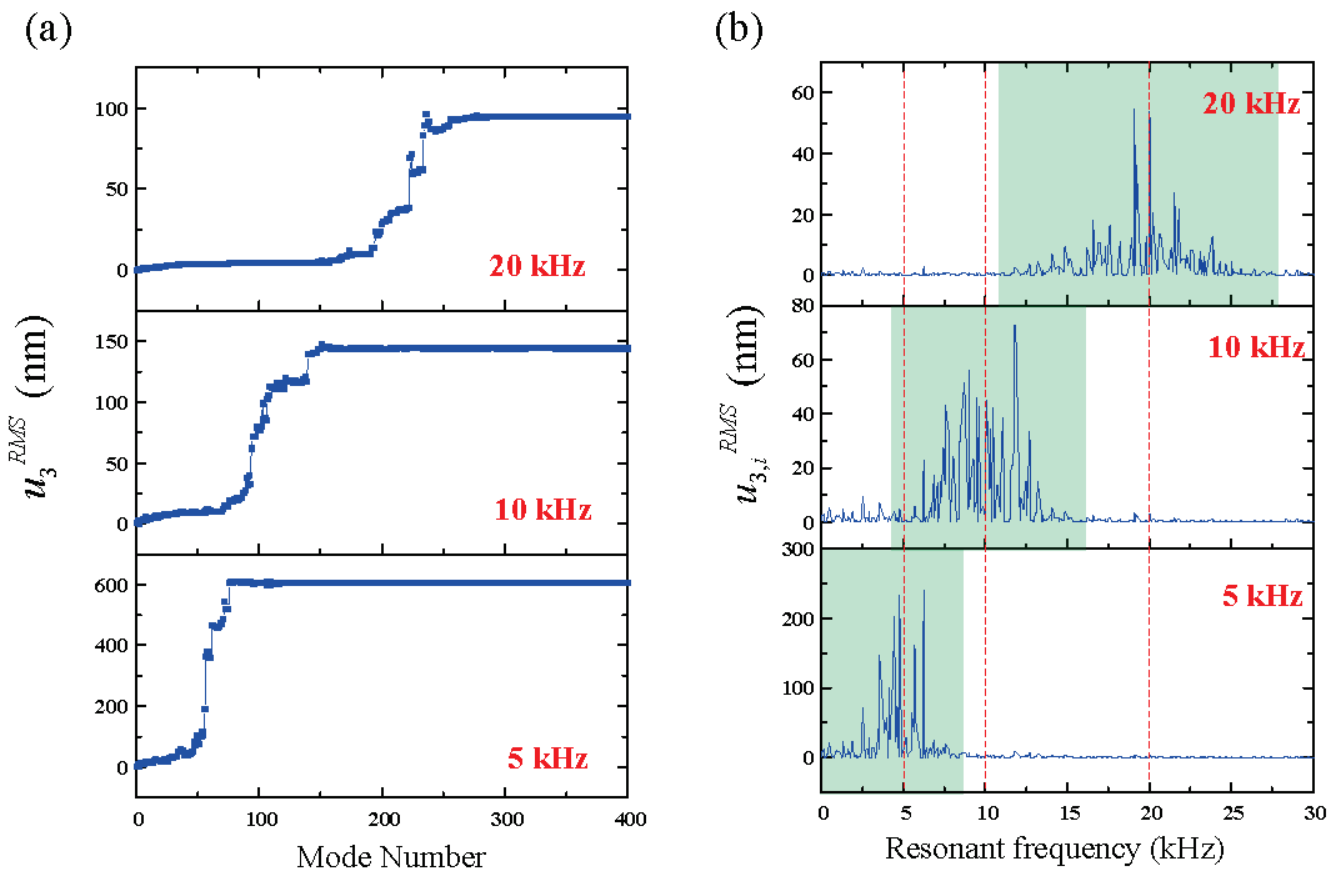 (a)
100
50
0
20 kHz
150
100
50
0
10 kHz
600
400
200
0
5 kHz
0 100 200 300 400
Mode Number
u₃ᴿᴹˢ (nm)
(b)
60
40
20
0
20 kHz
80
60
40
20
0
10 kHz
300
200
100
0
5 kHz
0 5 10 15 20 25 30
Resonant frequency (kHz)
u₃,ᵢᴿᴹˢ (nm)